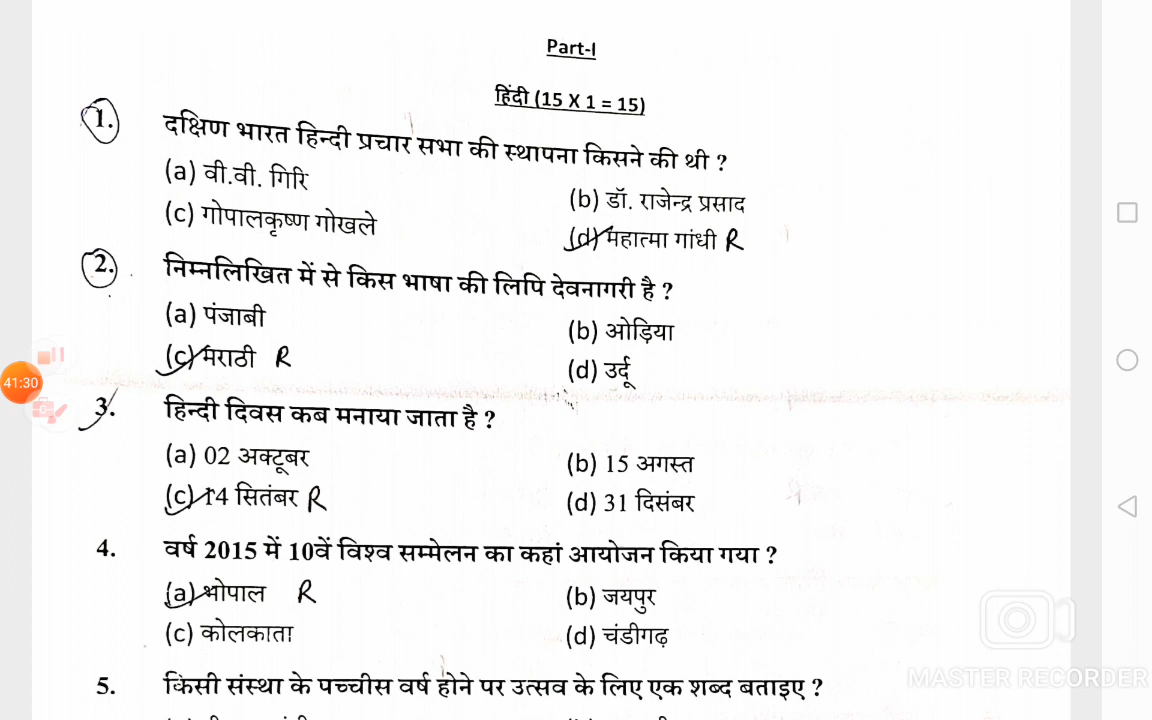 Part-I
हिंदी (15 X 1 = 15)
1. दक्षिण भारत हिन्दी प्रचार सभा की स्थापना किसने की थी ?
(a) वी.वी. गिरि (b) डॉ. राजेन्द्र प्रसाद
(c) गोपालकृष्ण गोखले (d) महात्मा गांधी R
2. निम्नलिखित में से किस भाषा की लिपि देवनागरी है ?
(a) पंजाबी (b) ओड़िया
(c) मराठी R (d) उर्दू
3. हिन्दी दिवस कब मनाया जाता है ?
(a) 02 अक्टूबर (b) 15 अगस्त
(c) 14 सितंबर R (d) 31 दिसंबर
4. वर्ष 2015 में 10वें विश्व सम्मेलन का कहां आयोजन किया गया ?
(a) भोपाल R (b) जयपुर
(c) कोलकाता (d) चंडीगढ़
5. किसी संस्था के पच्चीस वर्ष होने पर उत्सव के लिए एक शब्द बताइए ?
41:30
MASTER RECORDER